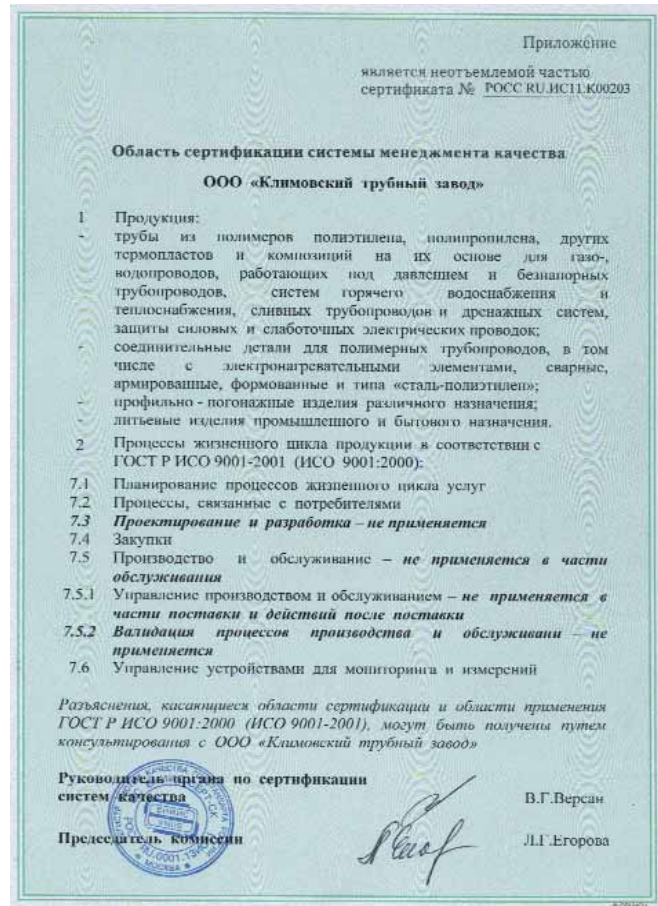 Приложение
является неотъемлемой частью
сертификата № РОСС RU.ИС11.К00203
Область сертификации системы менеджмента качества
ООО «Климовский трубный завод»
1 Продукция:
- трубы из полимеров полиэтилена, полипропилена, других
термопластов и композиций на их основе для газо-,
водопроводов, работающих под давлением и безнапорных
трубопроводов, систем горячего водоснабжения и
теплоснабжения, сливных трубопроводов и дренажных систем,
защиты силовых и слаботочных электрических проводок;
- соединительные детали для полимерных трубопроводов, в том
числе с электронагревательными элементами, сварные,
армированные, формованные и типа «сталь-полиэтилен»;
- профильно - погонажные изделия различного назначения;
- литьевые изделия промышленного и бытового назначения.
2 Процессы жизненного цикла продукции в соответствии с
ГОСТ Р ИСО 9001-2001 (ИСО 9001:2000):
7.1 Планирование процессов жизненного цикла услуг
7.2 Процессы, связанные с потребителями
7.3 Проектирование и разработка – не применяется
7.4 Закупки
7.5 Производство и обслуживание – не применяется в части
обслуживания
7.5.1 Управление производством и обслуживанием – не применяется в
части поставки и действий после поставки
7.5.2 Валидация процессов производства и обслуживани – не
применяется
7.6 Управление устройствами для мониторинга и измерений
Разъяснения, касающиеся области сертификации и области применения
ГОСТ Р ИСО 9001:2000 (ИСО 9001-2001), могут быть получены путем
консультирования с ООО «Климовский трубный завод»
Руководитель органа по сертификации
систем качества В.Г.Версан
Председатель комиссии Л.Г.Егорова
МОСКВА